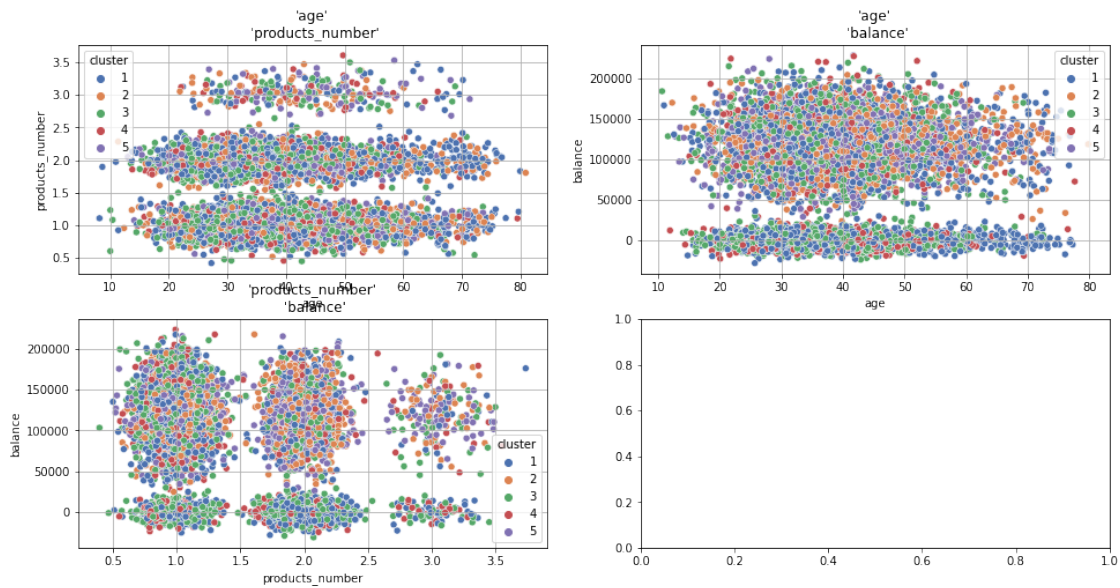 'age'
'products_number'
cluster
1
2
3
4
5
3.5
3.0
2.5
2.0
1.5
1.0
0.5
products_number
10 20 30 40 50 60 70 80
age
'age'
'balance'
cluster
1
2
3
4
5
200000
150000
100000
50000
0
balance
10 20 30 40 50 60 70 80
age
'products_number'
'balance'
200000
150000
100000
50000
0
balance
cluster
1
2
3
4
5
0.5 1.0 1.5 2.0 2.5 3.0 3.5
products_number
1.0
0.8
0.6
0.4
0.2
0.0
0.0 0.2 0.4 0.6 0.8 1.0